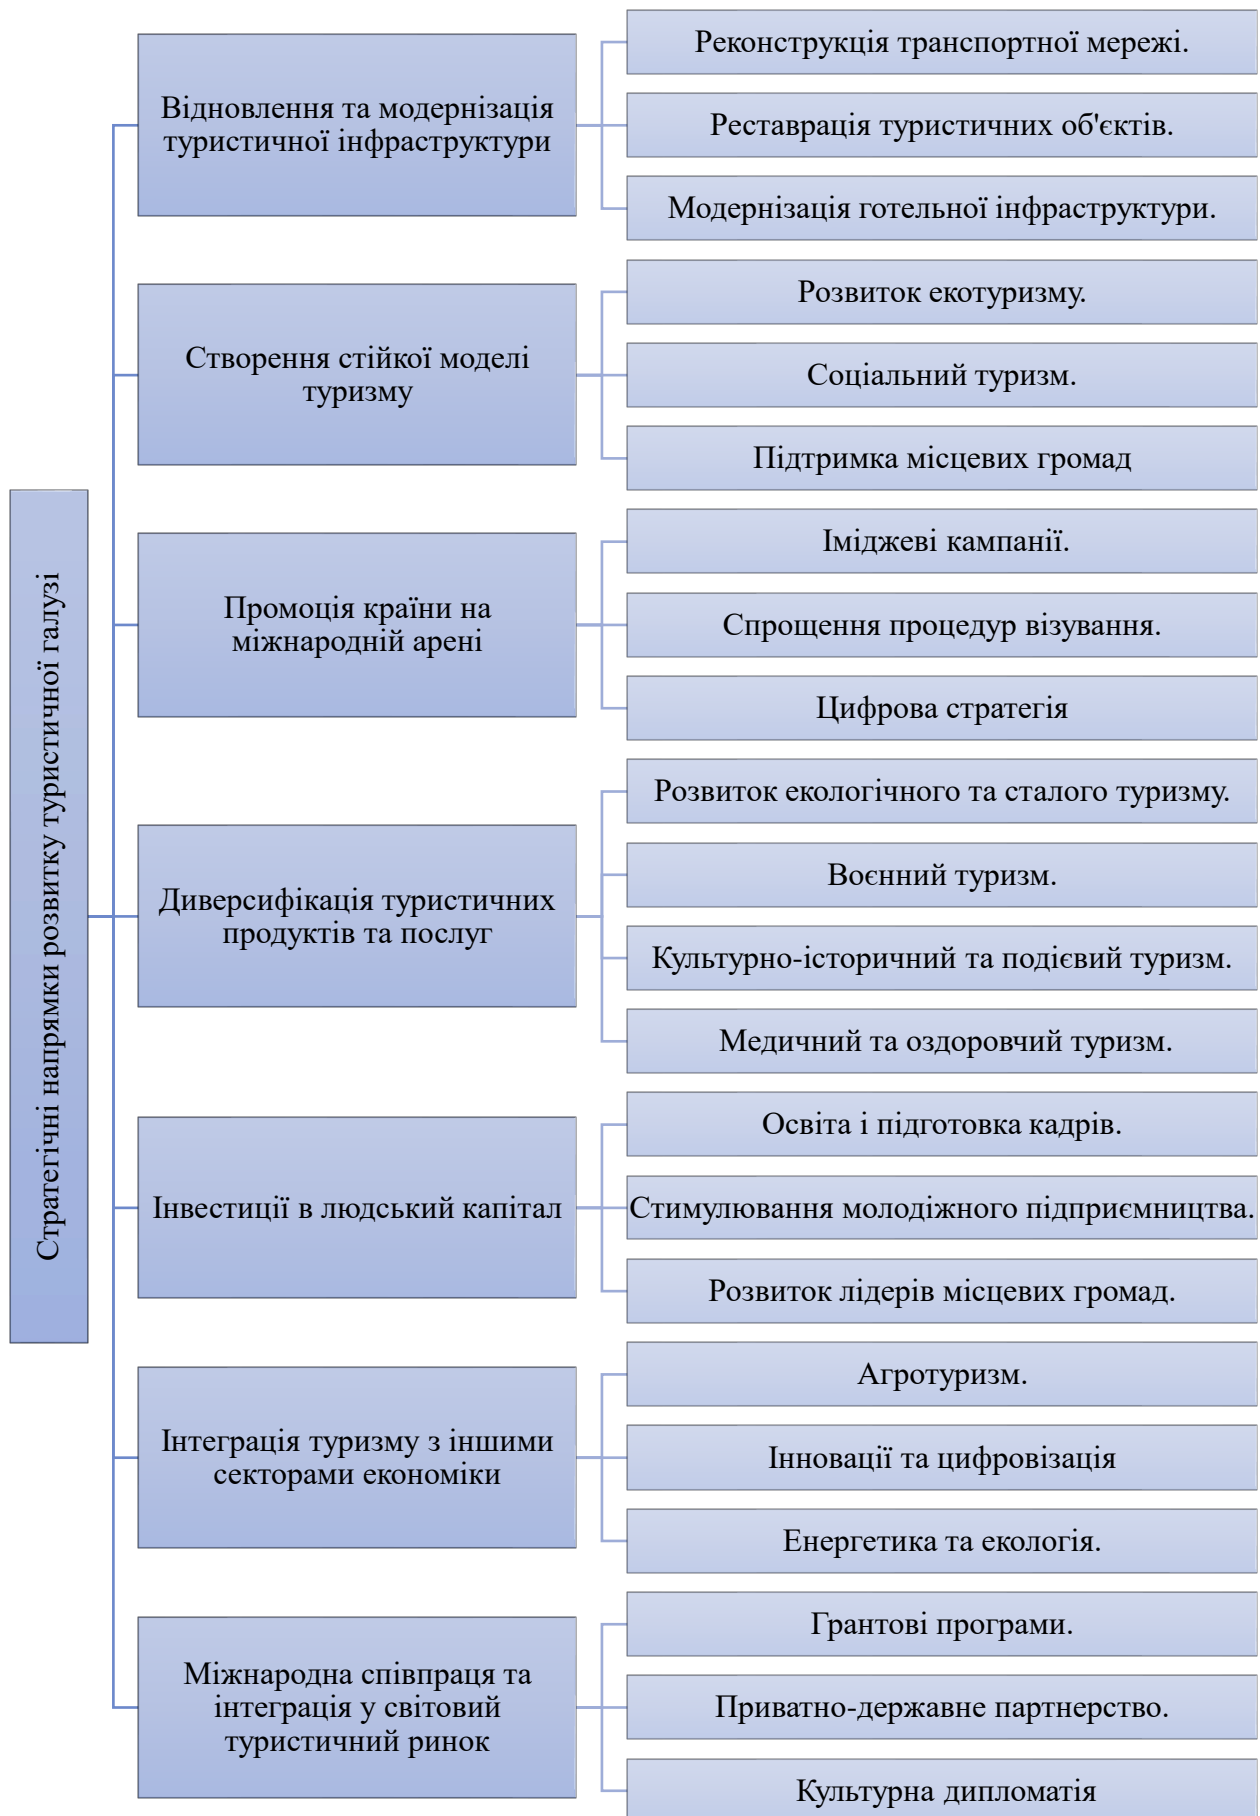 Стратегічні напрямки розвитку туристичної галузі
Відновлення та модернізація
туристичної інфраструктури
Реконструкція транспортної мережі.
Реставрація туристичних об'єктів.
Модернізація готельної інфраструктури.
Створення стійкої моделі
туризму
Розвиток екотуризму.
Соціальний туризм.
Підтримка місцевих громад
Промоція країни на
міжнародній арені
Іміджеві кампанії.
Спрощення процедур візування.
Цифрова стратегія
Диверсифікація туристичних
продуктів та послуг
Розвиток екологічного та сталого туризму.
Воєнний туризм.
Культурно-історичний та подієвий туризм.
Медичний та оздоровчий туризм.
Інвестиції в людський капітал
Освіта і підготовка кадрів.
Стимулювання молодіжного підприємництва.
Розвиток лідерів місцевих громад.
Інтеграція туризму з іншими
секторами економіки
Агротуризм.
Інновації та цифровізація
Енергетика та екологія.
Міжнародна співпраця та
інтеграція у світовий
туристичний ринок
Грантові програми.
Приватно-державне партнерство.
Культурна дипломатія